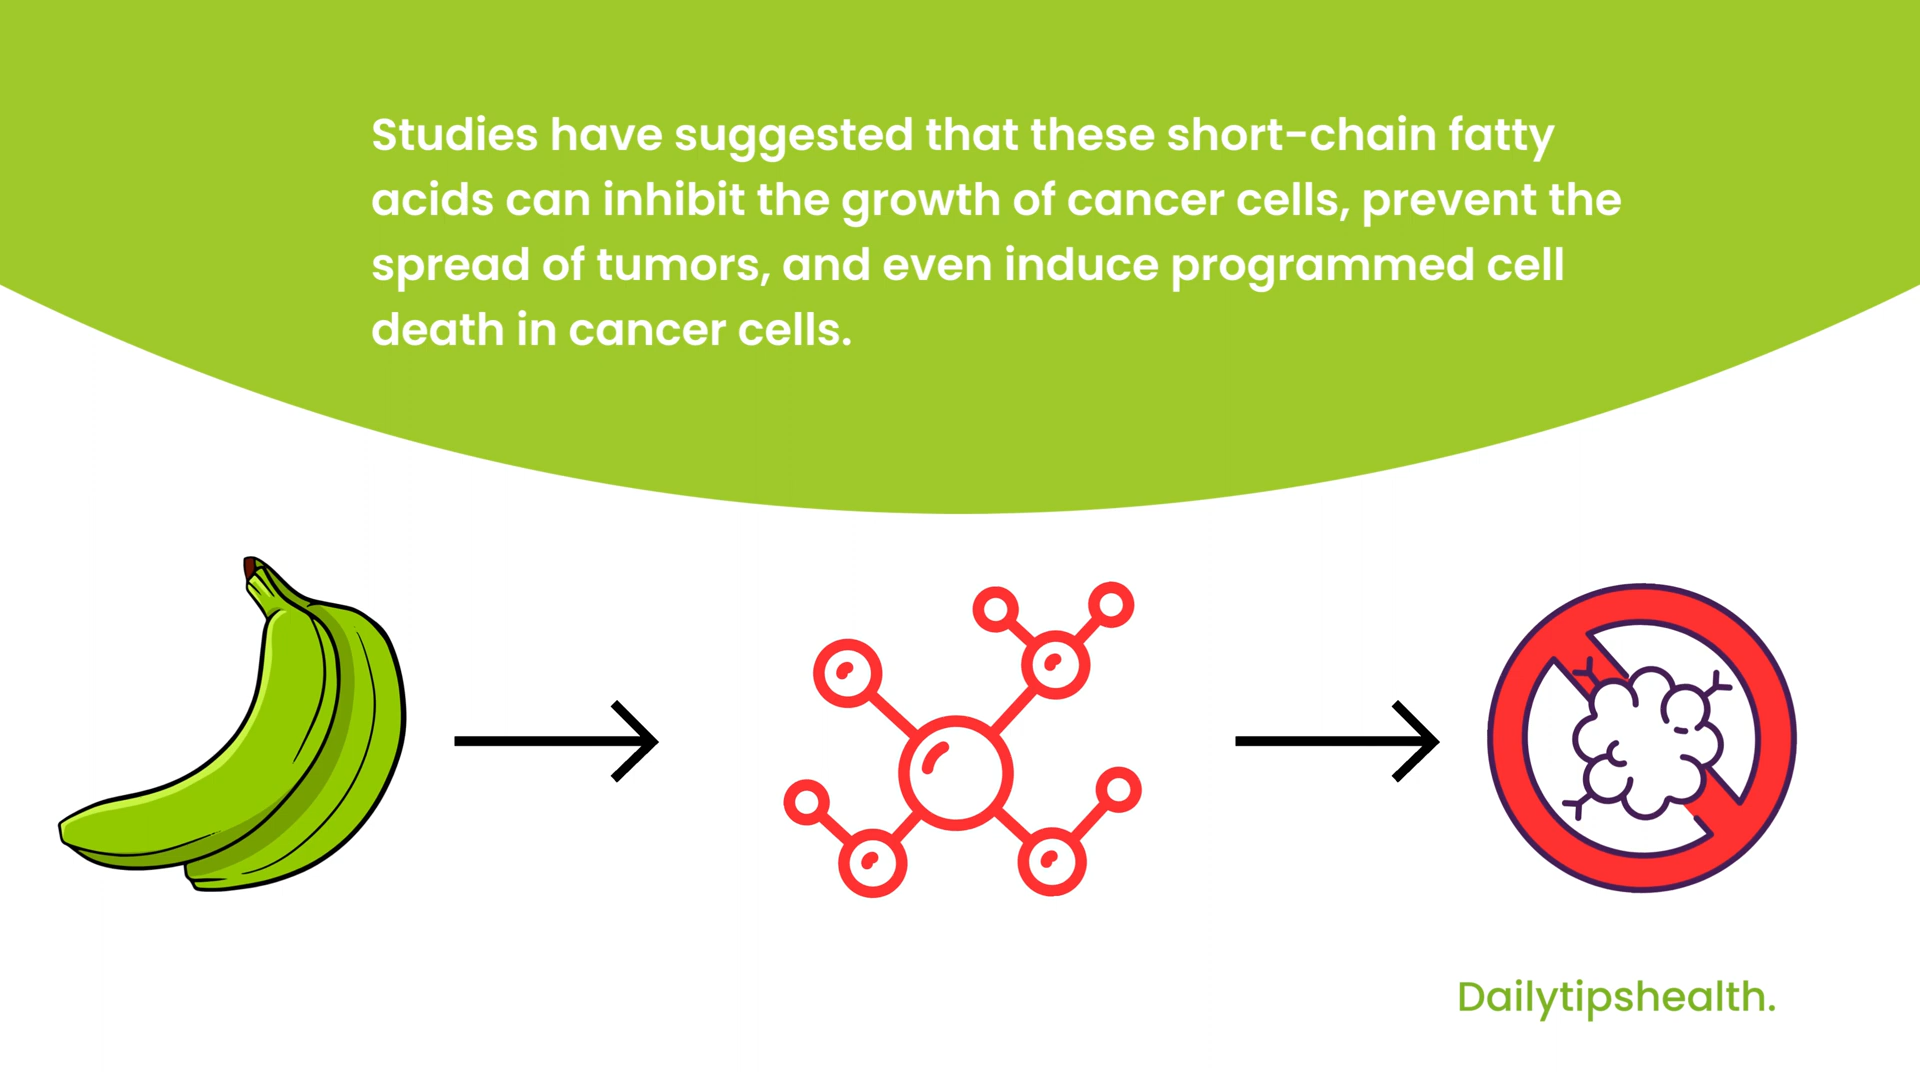 Studies have suggested that these short-chain fatty
acids can inhibit the growth of cancer cells, prevent the
spread of tumors, and even induce programmed cell
death in cancer cells.
Dailytipshealth.